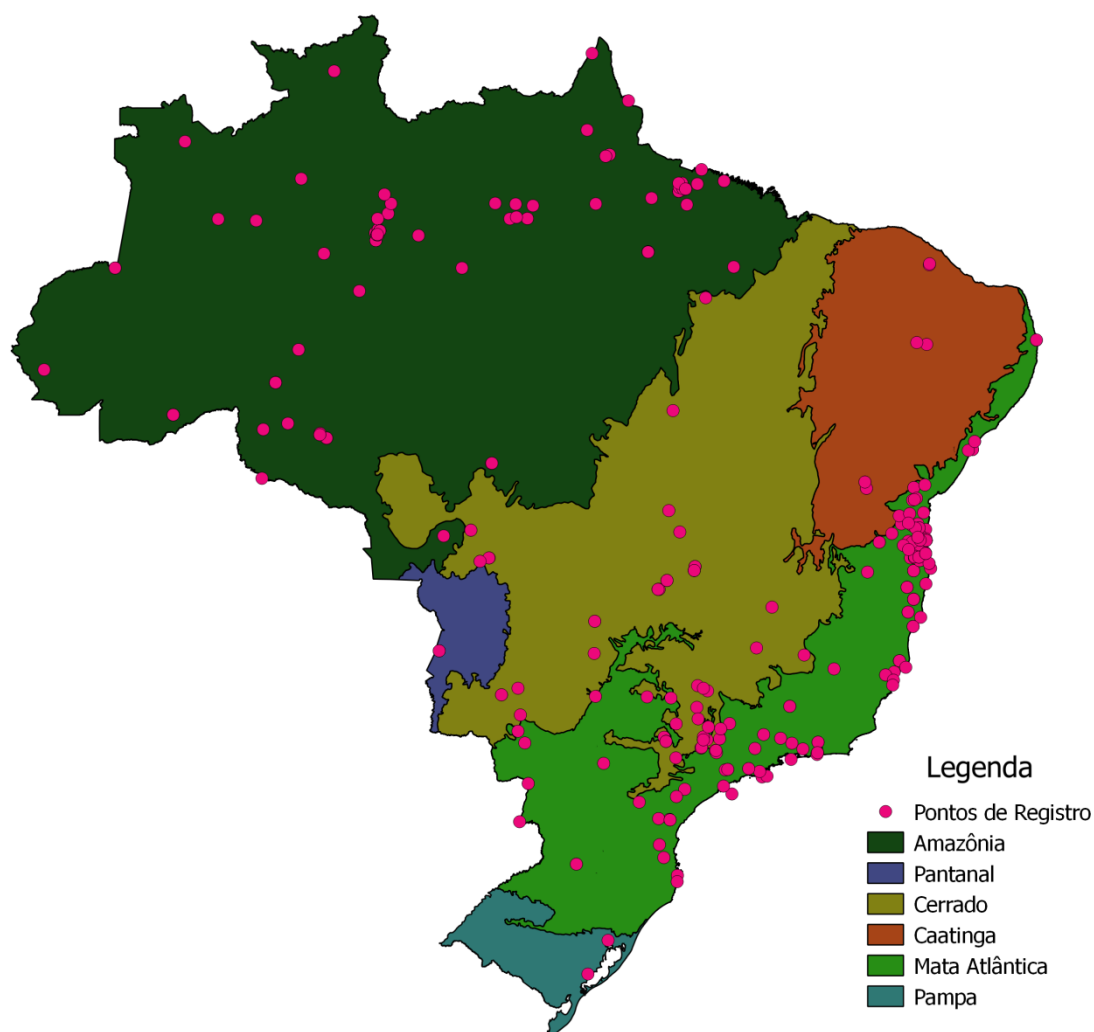 Legenda
Pontos de Registro
Amazônia
Pantanal
Cerrado
Caatinga
Mata Atlântica
Pampa